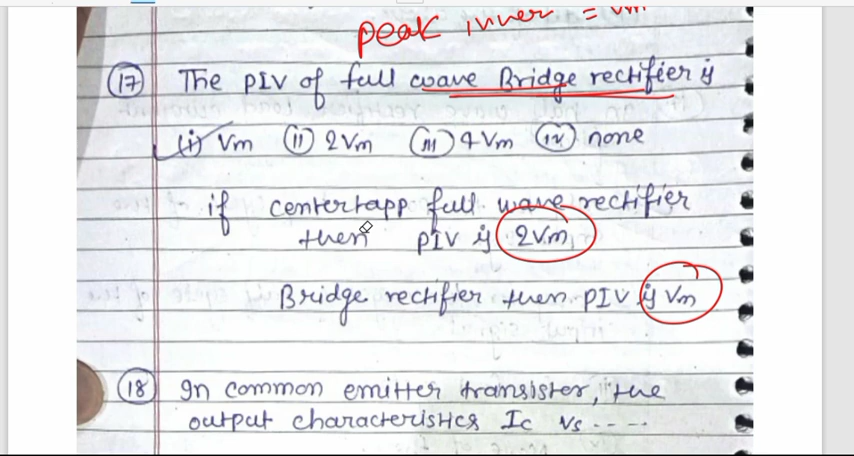 peak inver = Vm
(17) The PIV of full wave Bridge rectifier is
(i) Vm (ii) 2Vm (iii) 4Vm (iv) none
if centertapp full wave rectifier
then PIV is 2Vm
Bridge rectifier then PIV is Vm
(18) In common emitter transister, the
output characteristics Ic Vs -----